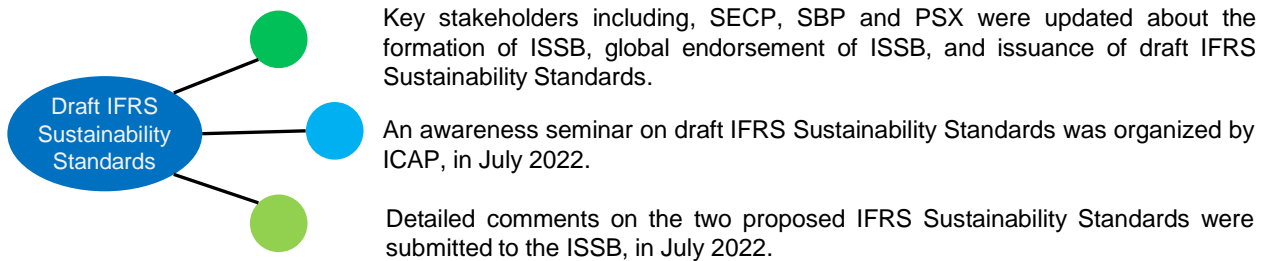 Draft IFRS
Sustainability
Standards
Key stakeholders including, SECP, SBP and PSX were updated about the
formation of ISSB, global endorsement of ISSB, and issuance of draft IFRS
Sustainability Standards.
An awareness seminar on draft IFRS Sustainability Standards was organized by
ICAP, in July 2022.
Detailed comments on the two proposed IFRS Sustainability Standards were
submitted to the ISSB, in July 2022.